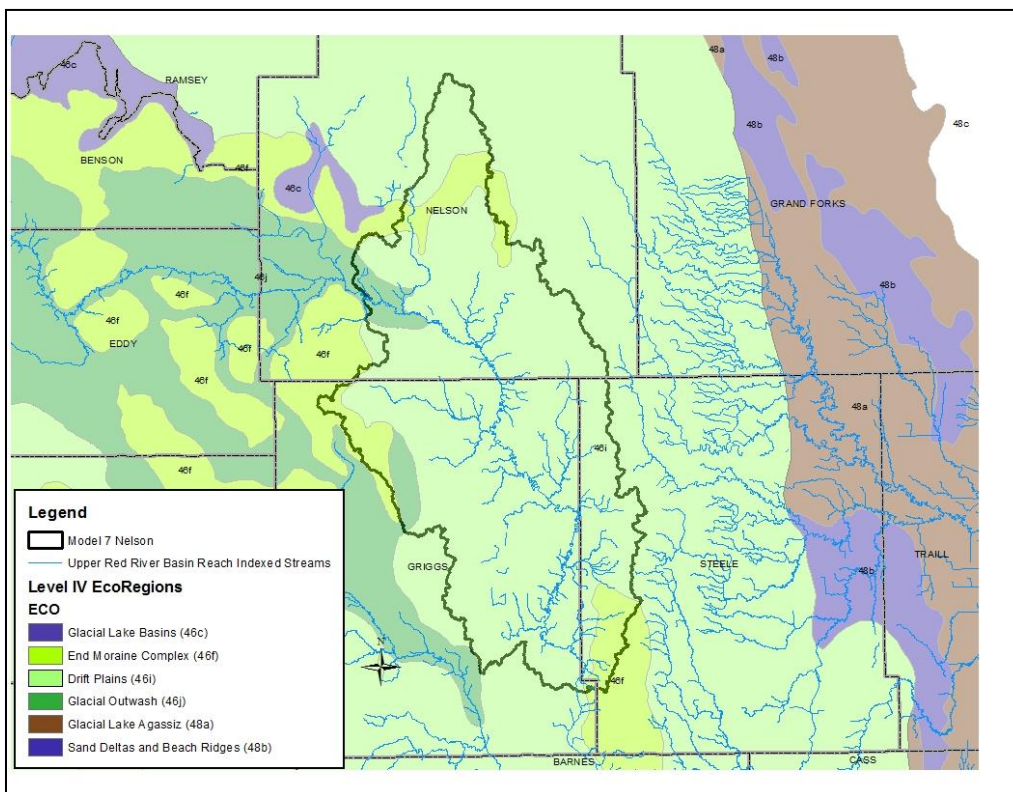 48a
48b
46c
RAMSEY
48b
48c
BENSON
46f
46c
NELSON
GRAND FORKS
46j
48b
46f
46f
EDDY
46f
46f
46f
48a
46i
46f
GRIGGS
STEELE
48b
TRAILL
N
46f
BARNES
CASS
Legend
Model 7 Nelson
Upper Red River Basin Reach Indexed Streams
Level IV EcoRegions
ECO
Glacial Lake Basins (46c)
End Moraine Complex (46f)
Drift Plains (46i)
Glacial Outwash (46j)
Glacial Lake Agassiz (48a)
Sand Deltas and Beach Ridges (48b)